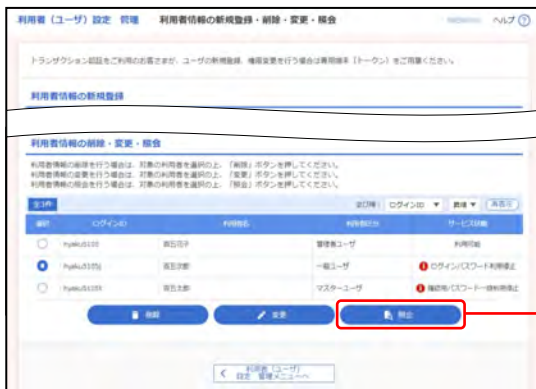 利用者（ユーザ）設定 管理　利用者情報の新規登録・削除・変更・照会
ヘルプ ?
トランザクション認証をご利用のお客さまが、ユーザの新規登録、権限変更を行う場合は専用端末（トークン）をご用意ください。
利用者情報の新規登録
利用者情報の削除・変更・照会
利用者情報の削除を行う場合は、対象の利用者を選択の上、「削除」ボタンを押してください。
利用者情報の変更を行う場合は、対象の利用者を選択の上、「変更」ボタンを押してください。
利用者情報の照会を行う場合は、対象の利用者を選択の上、「照会」ボタンを押してください。
全3件
並び順： ログインID 昇順 再表示
選択 ログインID 利用者名 利用者区分 サービス状態
百五花子 管理者ユーザ 利用可能
百五次郎 一般ユーザ ログインパスワード利用停止
百五太郎 マスターユーザ 確認用パスワード一時利用停止
削除 変更 照会
利用者（ユーザ）
設定 管理メニューへ